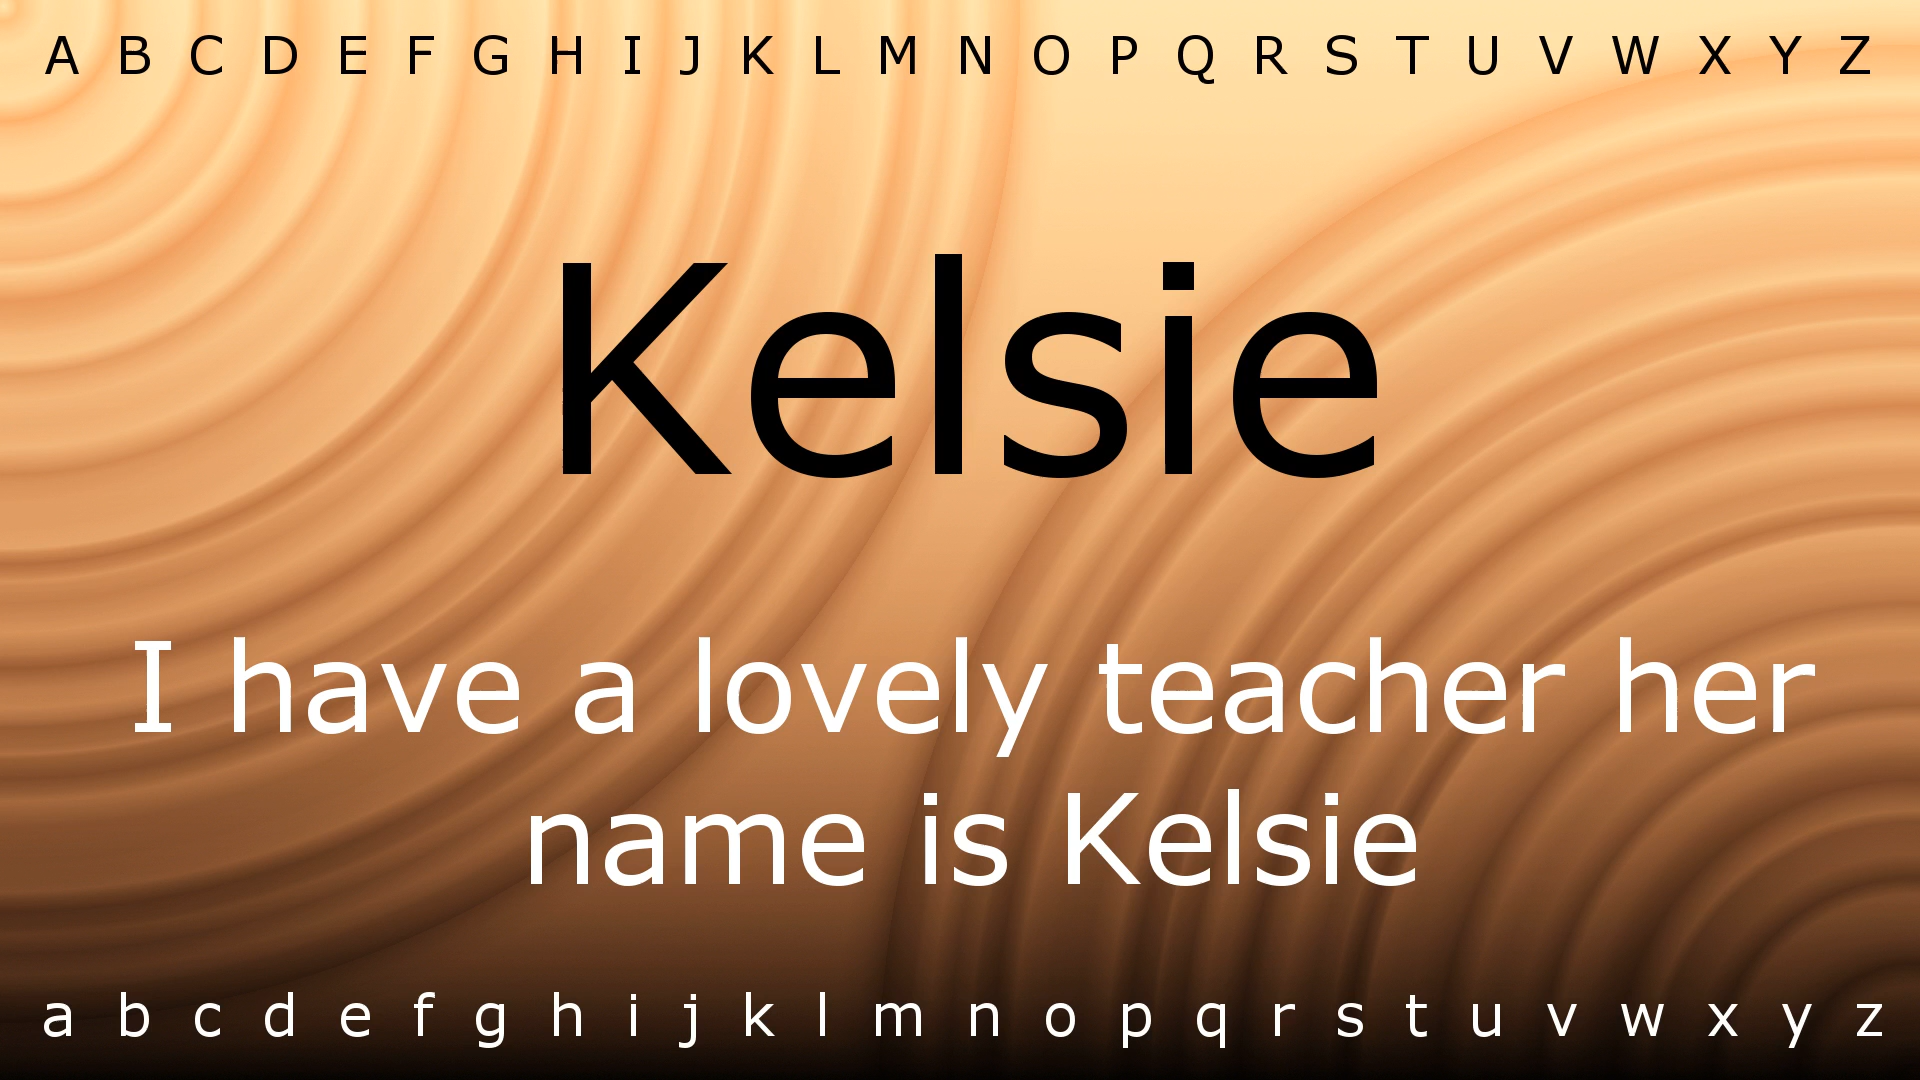 A B C D E F G H I J K L M N O P Q R S T U V W X Y Z
Kelsie
I have a lovely teacher her
name is Kelsie
a b c d e f g h i j k l m n o p q r s t u v w x y z